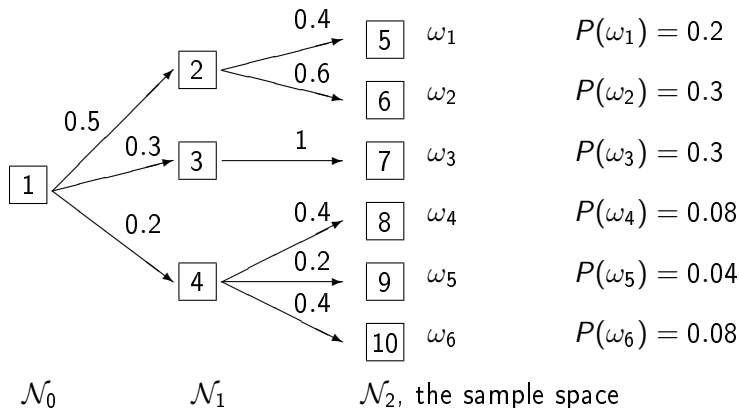 0.4
5 ω1 P(ω1) = 0.2
2
0.6
6 ω2 P(ω2) = 0.3
0.5
0.3 1
3 7 ω3 P(ω3) = 0.3
1
0.2 0.4
8 ω4 P(ω4) = 0.08
0.2
4 9 ω5 P(ω5) = 0.04
0.4
10 ω6 P(ω6) = 0.08
𝒩0 𝒩1 𝒩2, the sample space